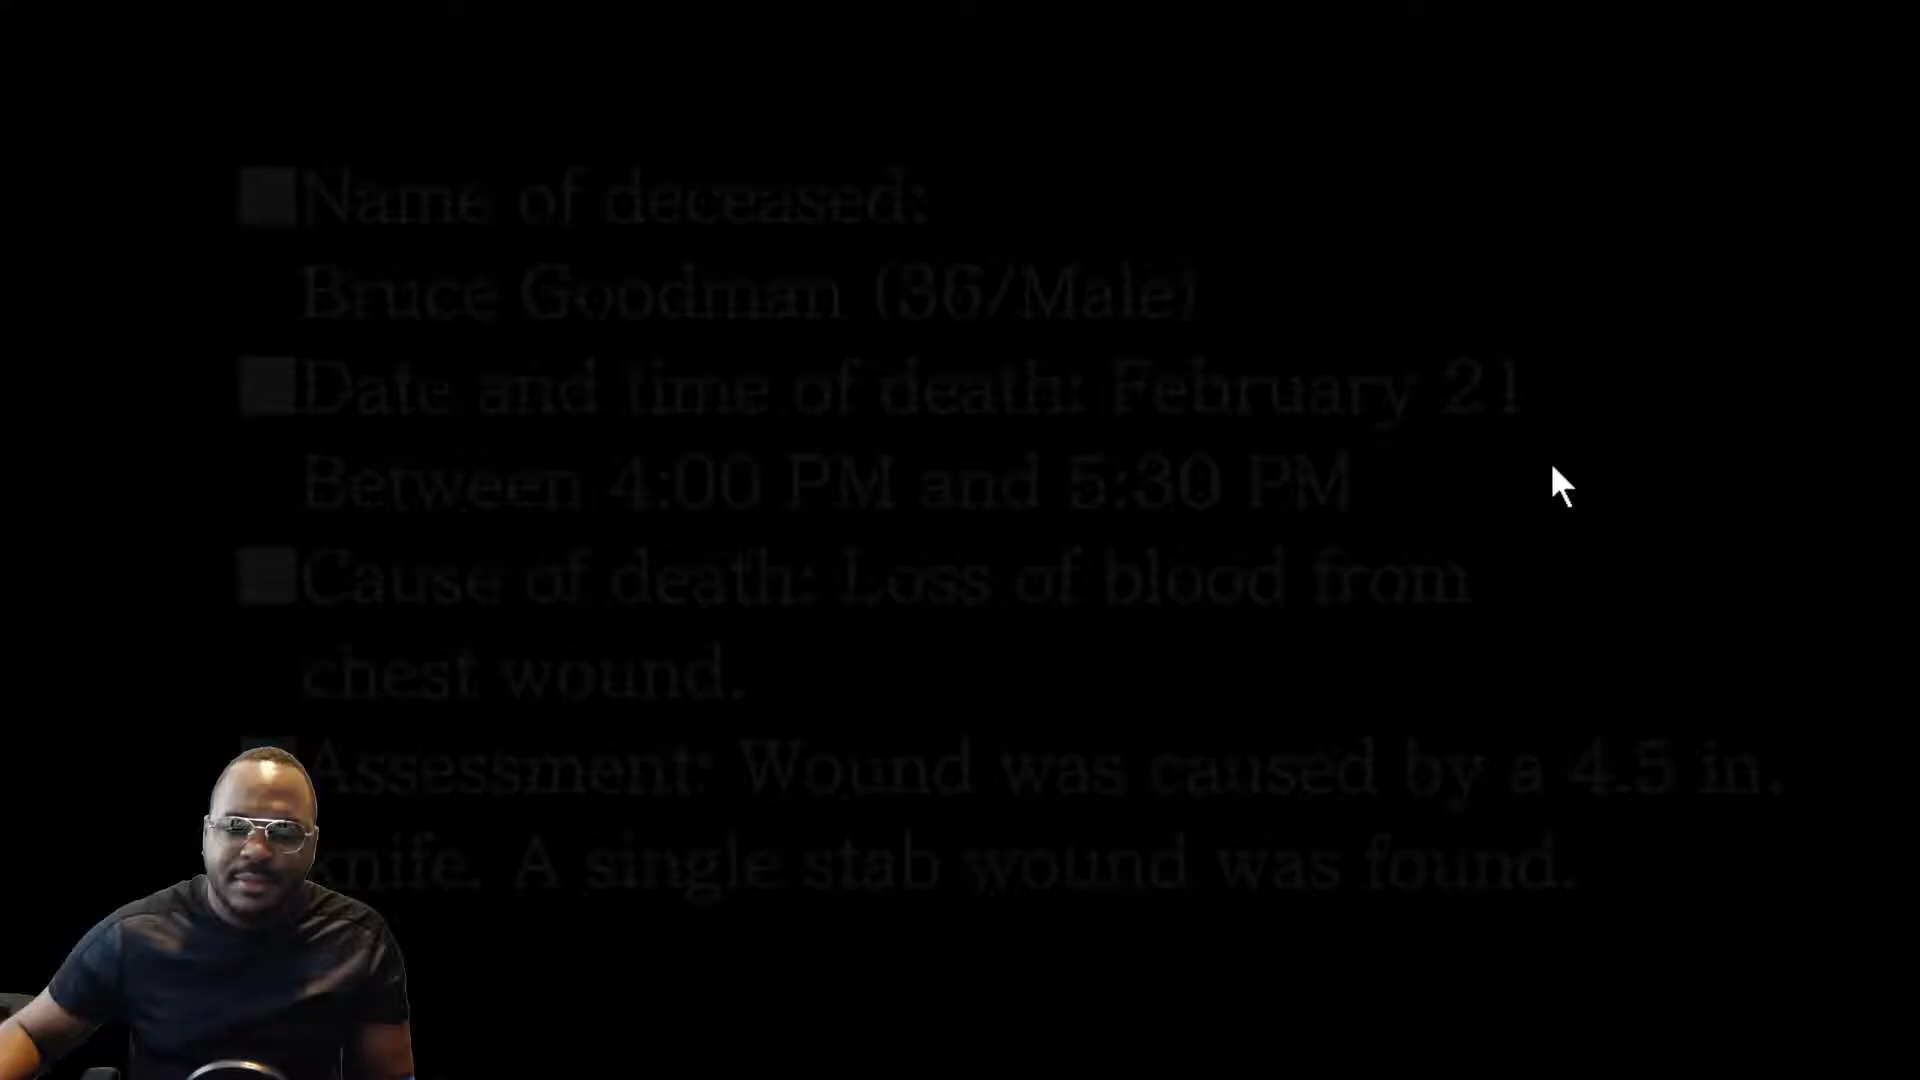 ■Name of deceased:
Bruce Goodman (36/Male)
■Date and time of death: February 21
Between 4:00 PM and 5:30 PM
■Cause of death: Loss of blood from
chest wound.
■Assessment: Wound was caused by a 4.5 in.
knife. A single stab wound was found.